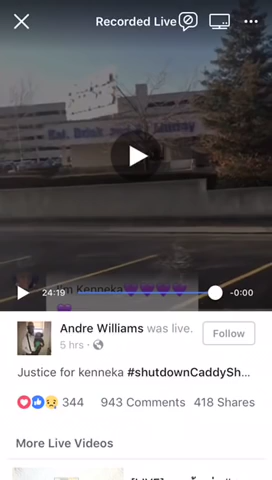 Recorded Live
I'm Kenneka💜💜💜💜
💜
24:19
-0:00
Andre Williams was live.
5 hrs ·
Follow
Justice for kenneka #shutdownCaddySh...
344
943 Comments
418 Shares
More Live Videos